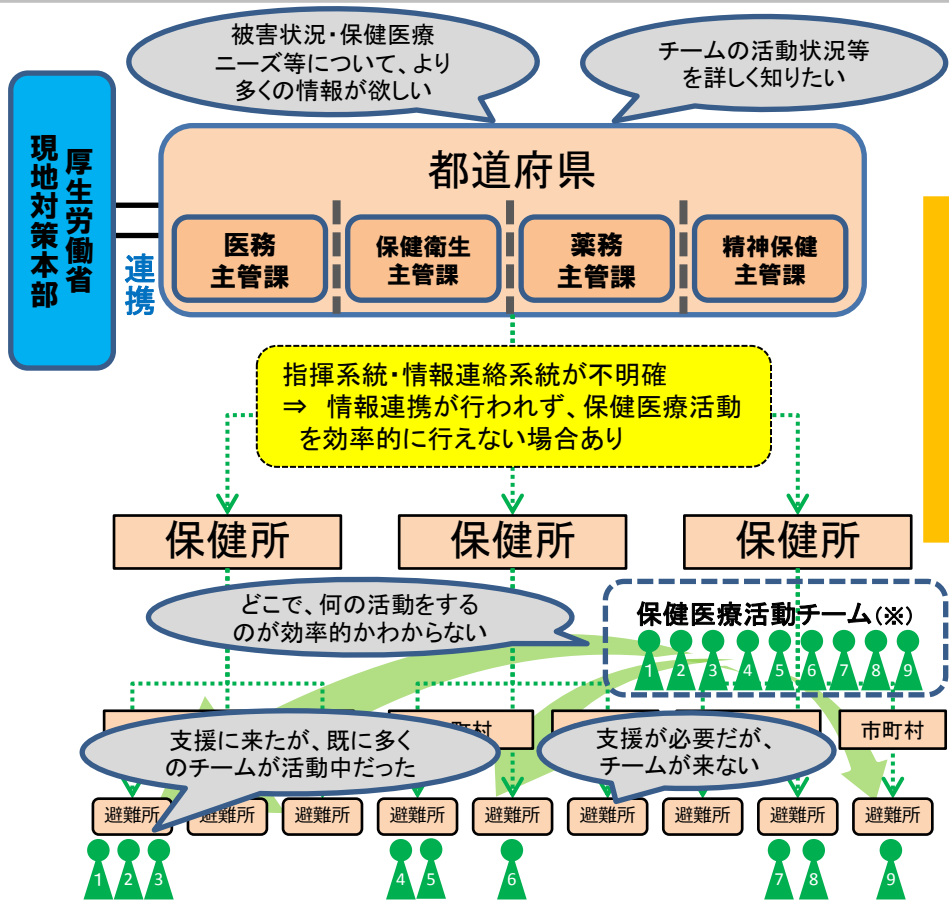 被害状況・保健医療
ニーズ等について、より
多くの情報が欲しい
チームの活動状況等
を詳しく知りたい
厚生労働省
現地対策本部
連携
都道府県
医務
主管課
保健衛生
主管課
薬務
主管課
精神保健
主管課
指揮系統・情報連絡系統が不明確
⇒ 情報連携が行われず、保健医療活動
を効率的に行えない場合あり
保健所
保健所
保健所
どこで、何の活動をする
のが効率的かわからない
保健医療活動チーム(※)
1 2 3 4 5 6 7 8 9
町村
市町村
支援に来たが、既に多く
のチームが活動中だった
支援が必要だが、
チームが来ない
避難所
避難所
避難所
避難所
避難所
避難所
避難所
避難所
避難所
1 2 3
4 5
6
7 8
9